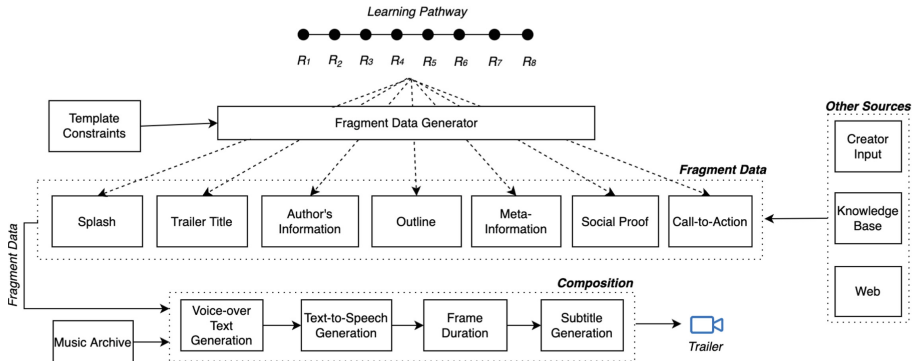 Learning Pathway
R1 R2 R3 R4 R5 R6 R7 R8
Template
Constraints
Fragment Data Generator
Other Sources
Creator
Input
Knowledge
Base
Web
Fragment Data
Splash
Trailer Title
Author's
Information
Outline
Meta-
Information
Social Proof
Call-to-Action
Fragment Data
Composition
Music Archive
Voice-over
Text
Generation
Text-to-Speech
Generation
Frame
Duration
Subtitle
Generation
Trailer